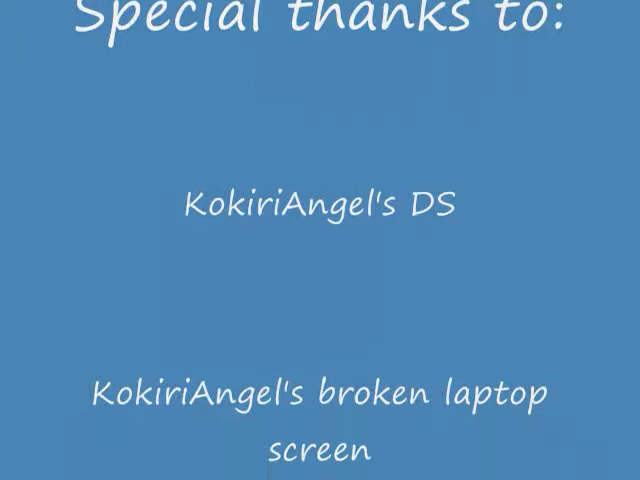 Special thanks to:
KokiriAngel's DS
KokiriAngel's broken laptop
screen